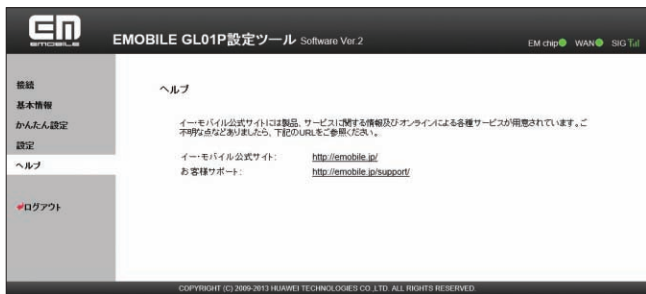 EM
EMOBILE
EMOBILE GL01P設定ツール Software Ver.2
EM chip WAN SIG
接続
基本情報
かんたん設定
設定
ヘルプ
ログアウト
ヘルプ
イー・モバイル公式サイトには製品、サービスに関する情報及びオンラインによる各種サービスが用意されています。ご
不明な点などありましたら、下記のURLをご参照ください。
イー・モバイル公式サイト: http://emobile.jp/
お客様サポート: http://emobile.jp/support/
COPYRIGHT (C) 2009-2013 HUAWEI TECHNOLOGIES CO.,LTD. ALL RIGHTS RESERVED.